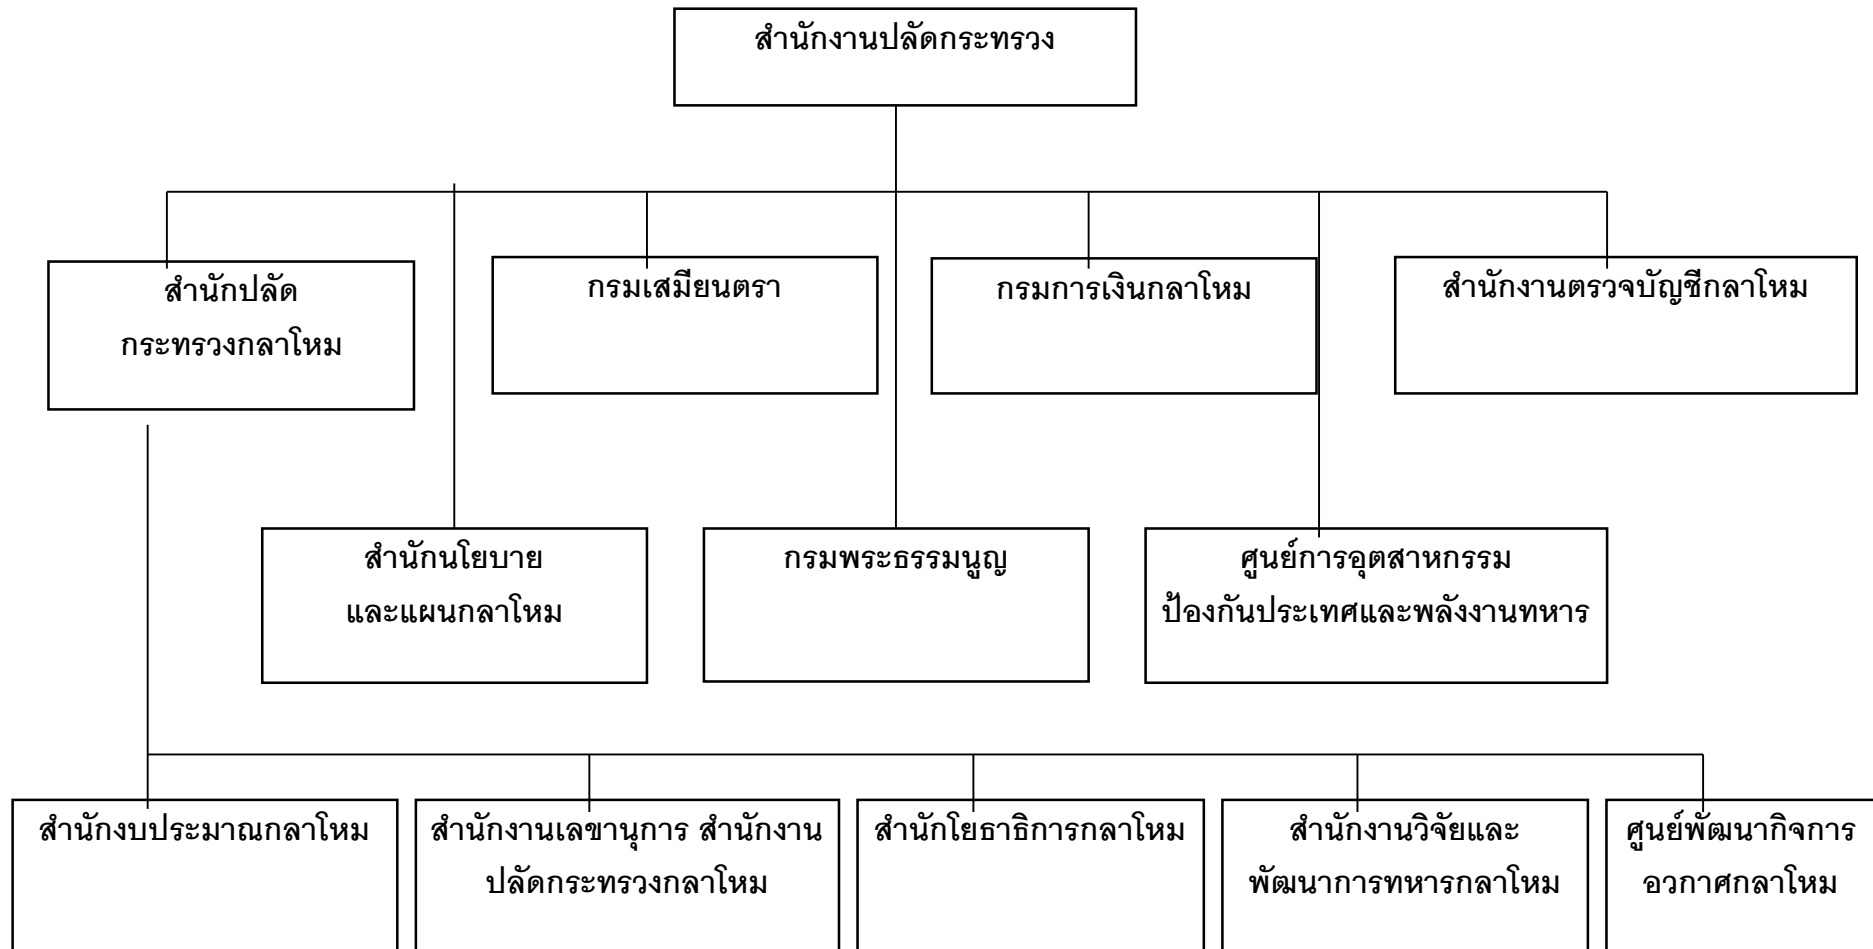 สำนักงานปลัดกระทรวง
สำนักปลัด
กระทรวงกลาโหม
กรมเสมียนตรา
กรมการเงินกลาโหม
สำนักงานตรวจบัญชีกลาโหม
สำนักนโยบาย
และแผนกลาโหม
กรมพระธรรมนูญ
ศูนย์การอุตสาหกรรม
ป้องกันประเทศและพลังงานทหาร
สำนักงบประมาณกลาโหม
สำนักงานเลขานุการ สำนักงาน
ปลัดกระทรวงกลาโหม
สำนักโยธาธิการกลาโหม
สำนักงานวิจัยและ
พัฒนาการทหารกลาโหม
ศูนย์พัฒนากิจการ
อวกาศกลาโหม